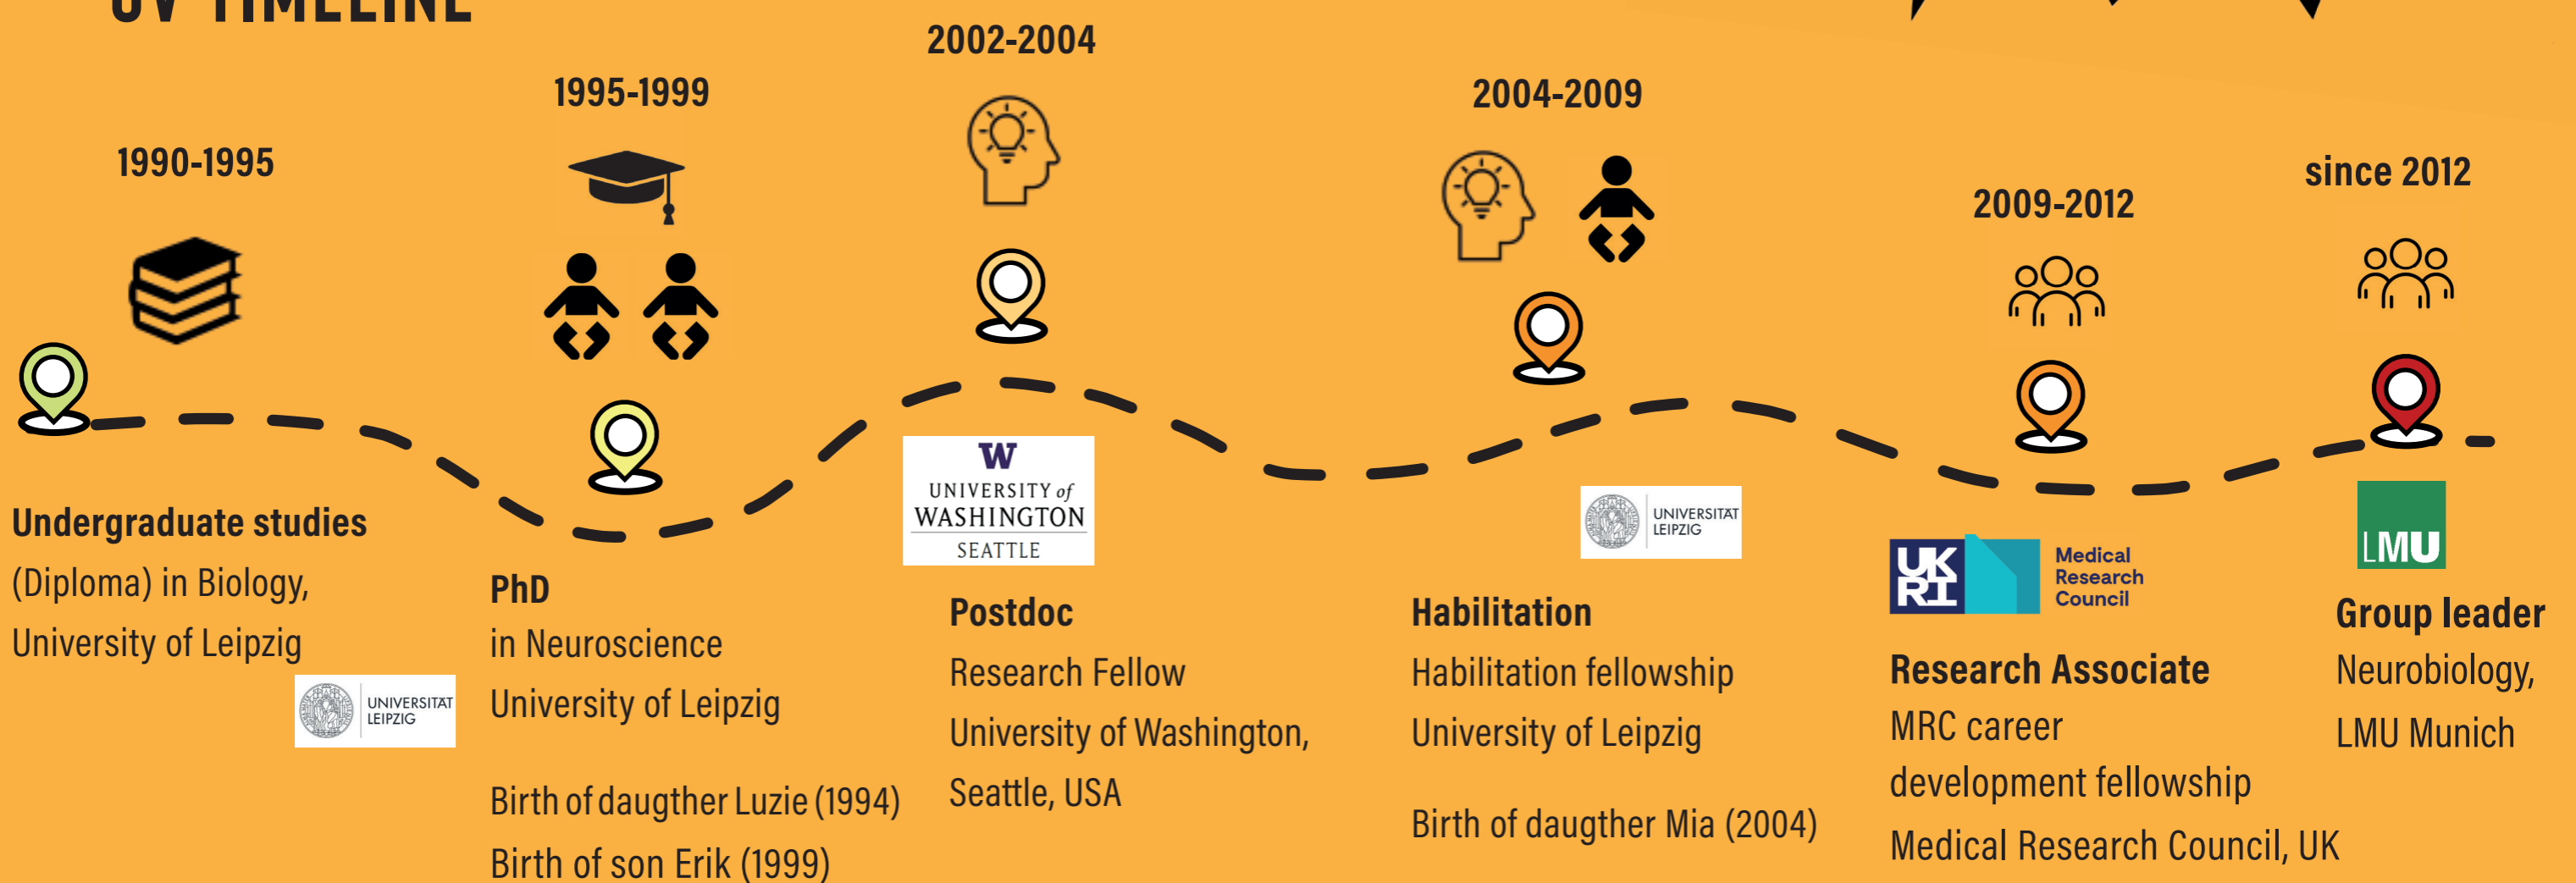 CV TIMELINE
1990-1995
Undergraduate studies
(Diploma) in Biology,
University of Leipzig
UNIVERSITÄT
LEIPZIG
1995-1999
PhD
in Neuroscience
University of Leipzig
Birth of daugther Luzie (1994)
Birth of son Erik (1999)
2002-2004
W
UNIVERSITY of
WASHINGTON
SEATTLE
Postdoc
Research Fellow
University of Washington,
Seattle, USA
2004-2009
UNIVERSITÄT
LEIPZIG
Habilitation
Habilitation fellowship
University of Leipzig
Birth of daugther Mia (2004)
2009-2012
UK
RI
Medical
Research
Council
Research Associate
MRC career
development fellowship
Medical Research Council, UK
since 2012
LMU
Group leader
Neurobiology,
LMU Munich